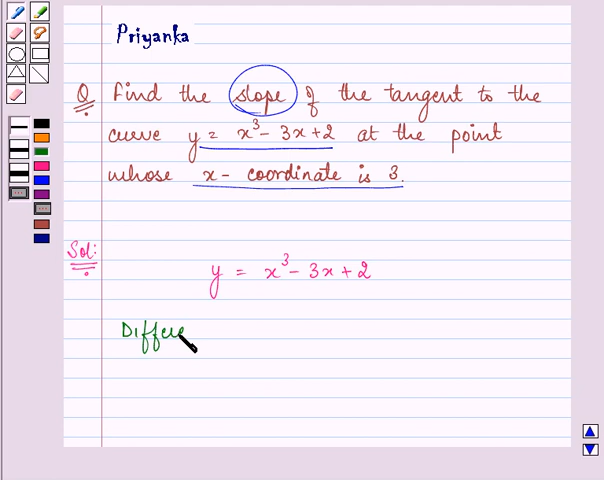 Priyanka
Q Find the slope of the tangent to the
curve y = x³ - 3x + 2 at the point
whose x - coordinate is 3.
Sol:
y = x³ - 3x + 2
Differe